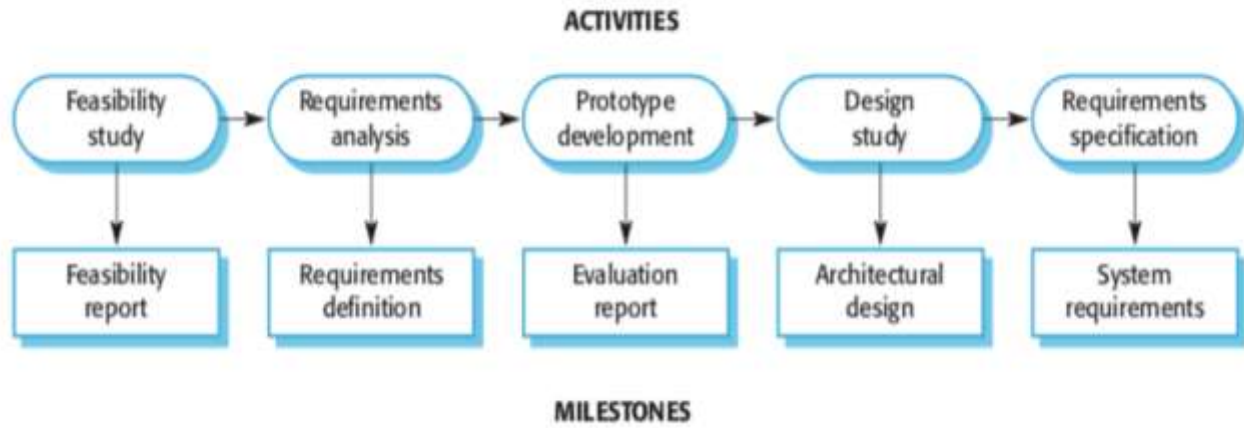 ACTIVITIES
Feasibility
study
Requirements
analysis
Prototype
development
Design
study
Requirements
specification
Feasibility
report
Requirements
definition
Evaluation
report
Architectural
design
System
requirements
MILESTONES